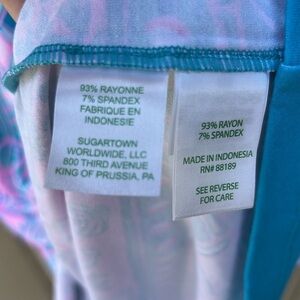 93% RAYONNE
7% SPANDEX
FABRIQUE EN
INDONESIE
SUGARTOWN
WORLDWIDE, LLC
800 THIRD AVENUE
KING OF PRUSSIA, PA
93% RAYON
7% SPANDEX
MADE IN INDONESIA
RN# 88189
SEE REVERSE
FOR CARE